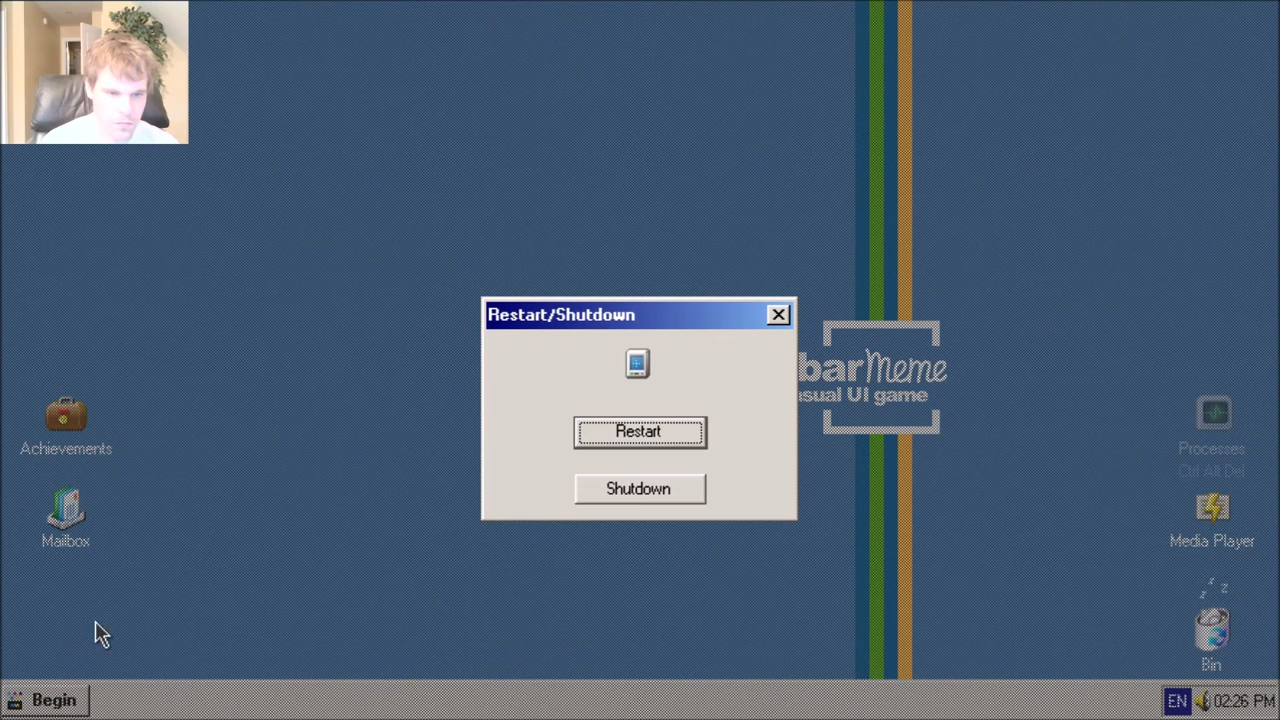 Restart/Shutdown
Restart
Shutdown
barMeme
sual UI game
Achievements
Mailbox
Processes
Ctrl Alt Del
Media Player
z z z
Bin
Begin
EN
02:26 PM